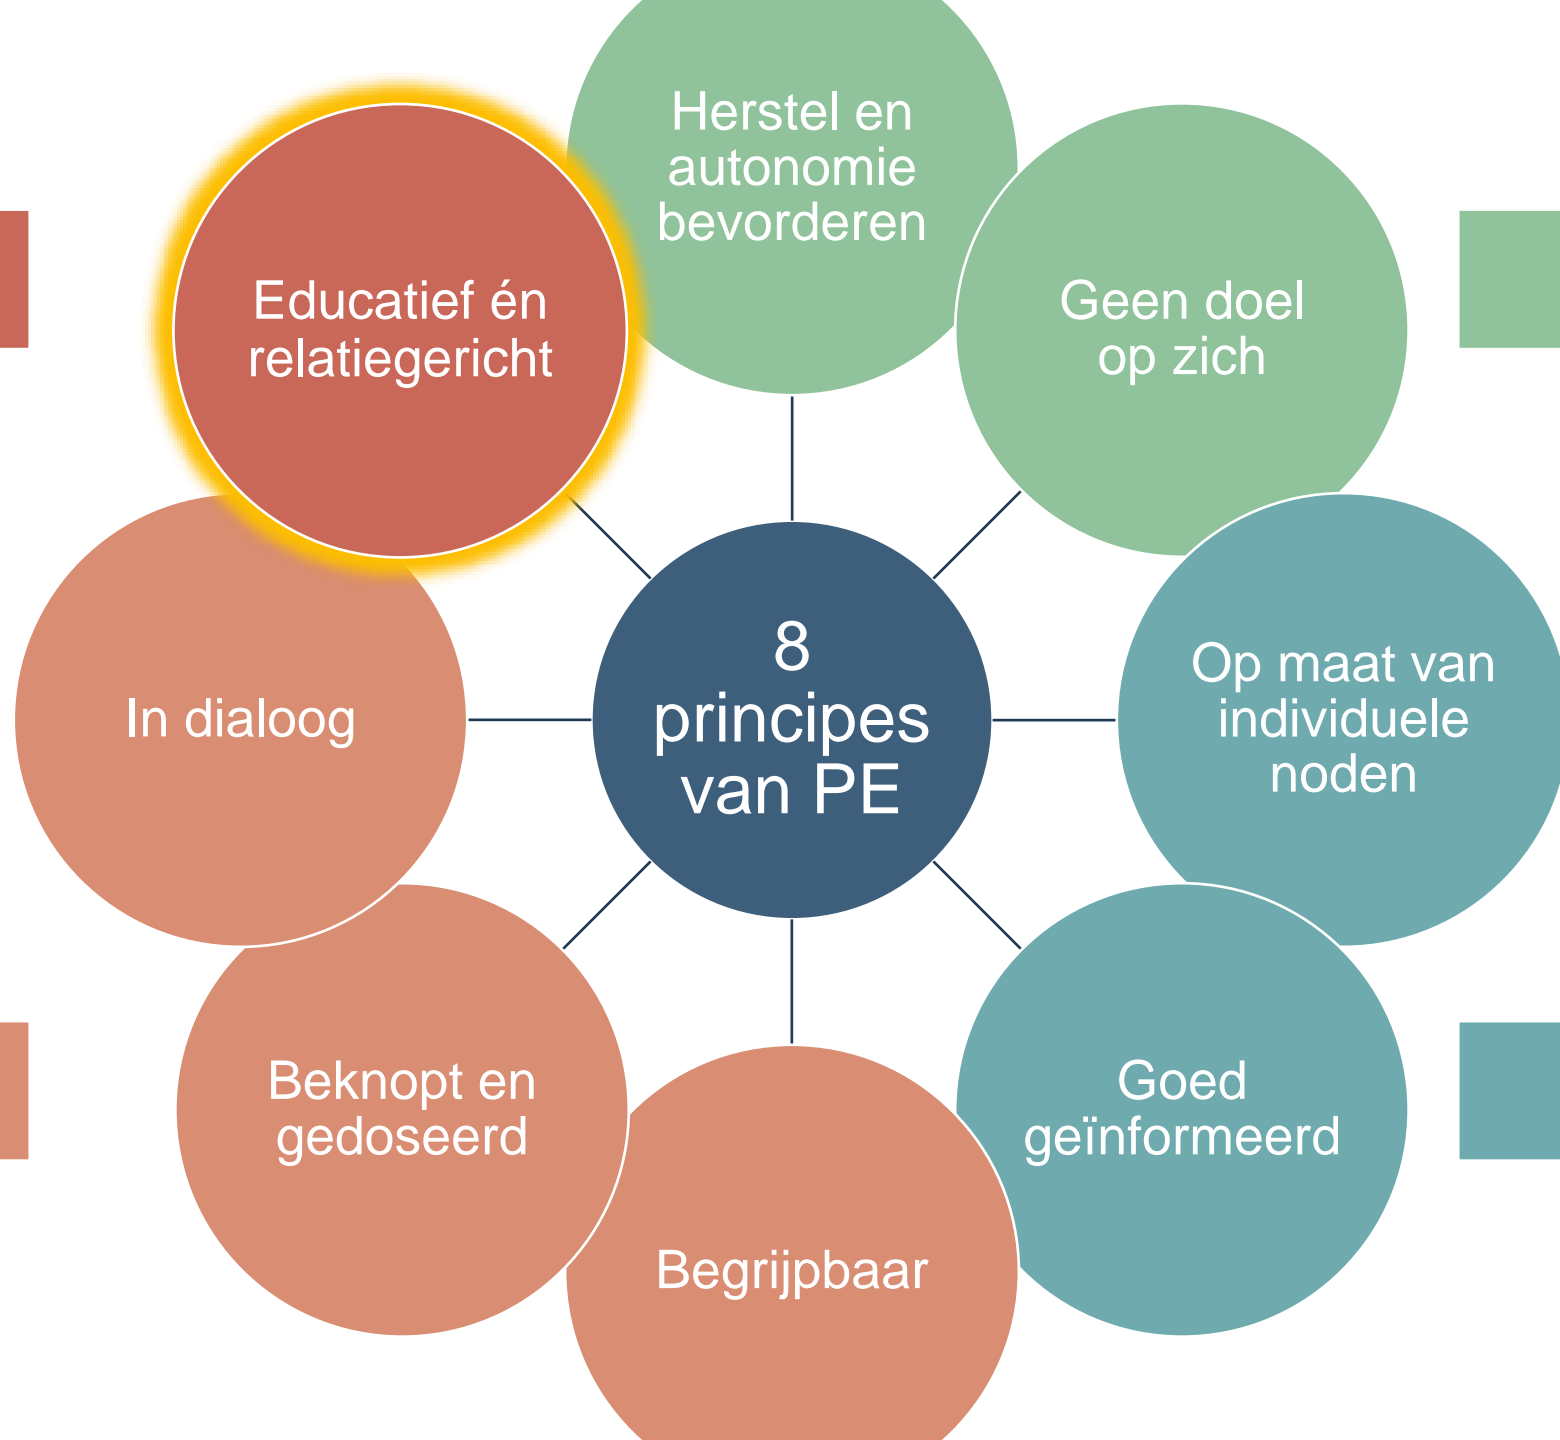 Herstel en
autonomie
bevorderen
Educatief én
relatiegericht
Geen doel
op zich
In dialoog
8
principes
van PE
Op maat van
individuele
noden
Beknopt en
gedoseerd
Goed
geïnformeerd
Begrijpbaar